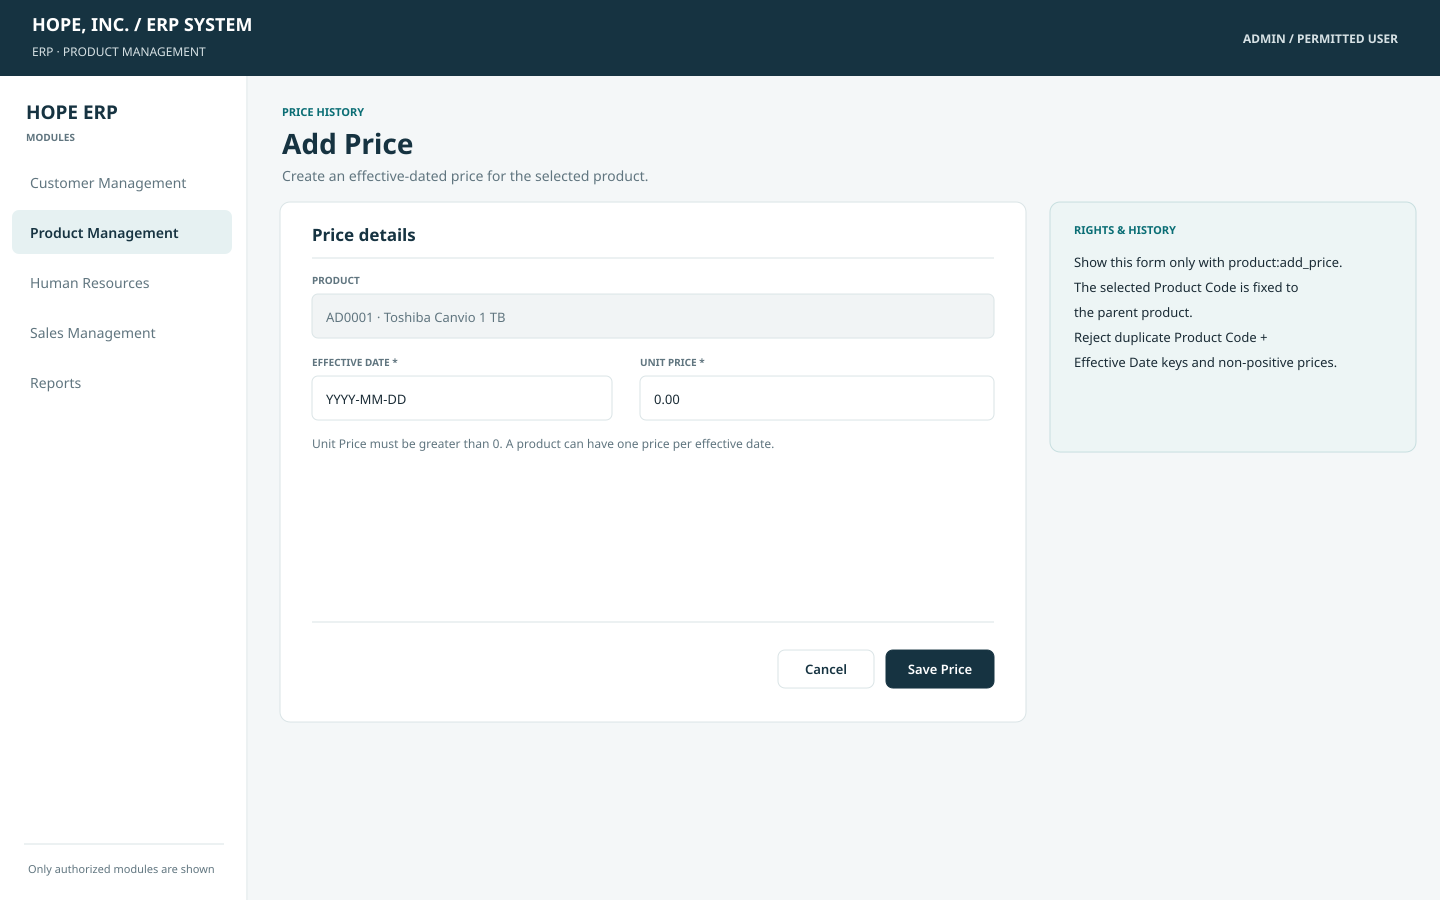 HOPE, INC. / ERP SYSTEM
ERP · PRODUCT MANAGEMENT
ADMIN / PERMITTED USER
HOPE ERP
MODULES
Customer Management
Product Management
Human Resources
Sales Management
Reports
Only authorized modules are shown
PRICE HISTORY
Add Price
Create an effective-dated price for the selected product.
Price details
PRODUCT
AD0001 · Toshiba Canvio 1 TB
EFFECTIVE DATE *
UNIT PRICE *
YYYY-MM-DD
0.00
Unit Price must be greater than 0. A product can have one price per effective date.
Cancel
Save Price
RIGHTS & HISTORY
Show this form only with product:add_price.
The selected Product Code is fixed to
the parent product.
Reject duplicate Product Code +
Effective Date keys and non-positive prices.